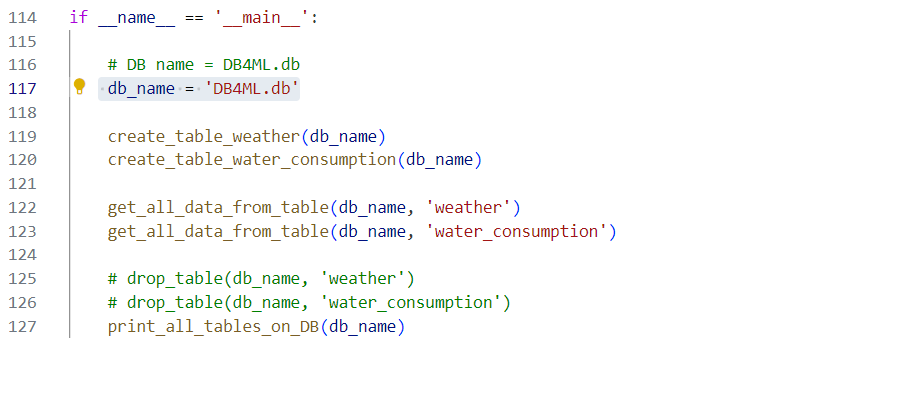 114 if __name__ == '__main__':
115
116 # DB name = DB4ML.db
117 db_name = 'DB4ML.db'
118
119 create_table_weather(db_name)
120 create_table_water_consumption(db_name)
121
122 get_all_data_from_table(db_name, 'weather')
123 get_all_data_from_table(db_name, 'water_consumption')
124
125 # drop_table(db_name, 'weather')
126 # drop_table(db_name, 'water_consumption')
127 print_all_tables_on_DB(db_name)